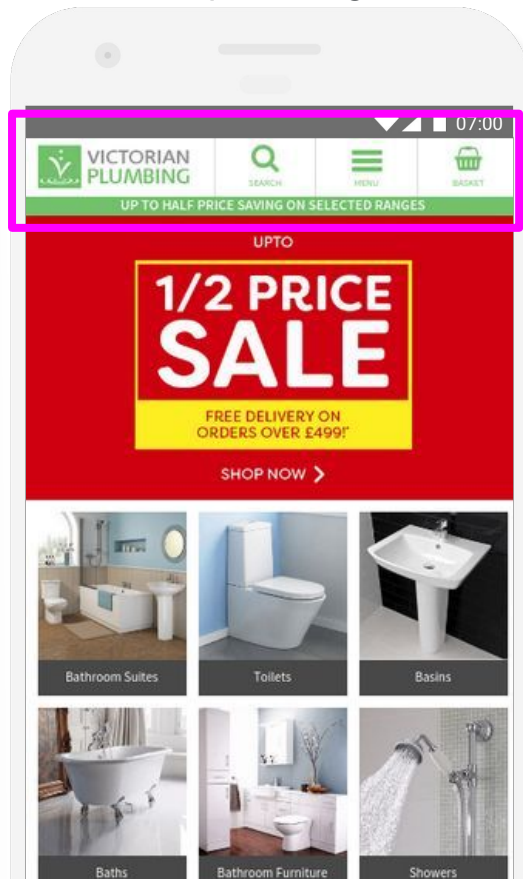 07:00
VICTORIAN
PLUMBING
SEARCH
MENU
BASKET
UP TO HALF PRICE SAVING ON SELECTED RANGES
UPTO
1/2 PRICE
SALE
FREE DELIVERY ON
ORDERS OVER £499!*
SHOP NOW
Bathroom Suites
Toilets
Basins
Baths
Bathroom Furniture
Showers